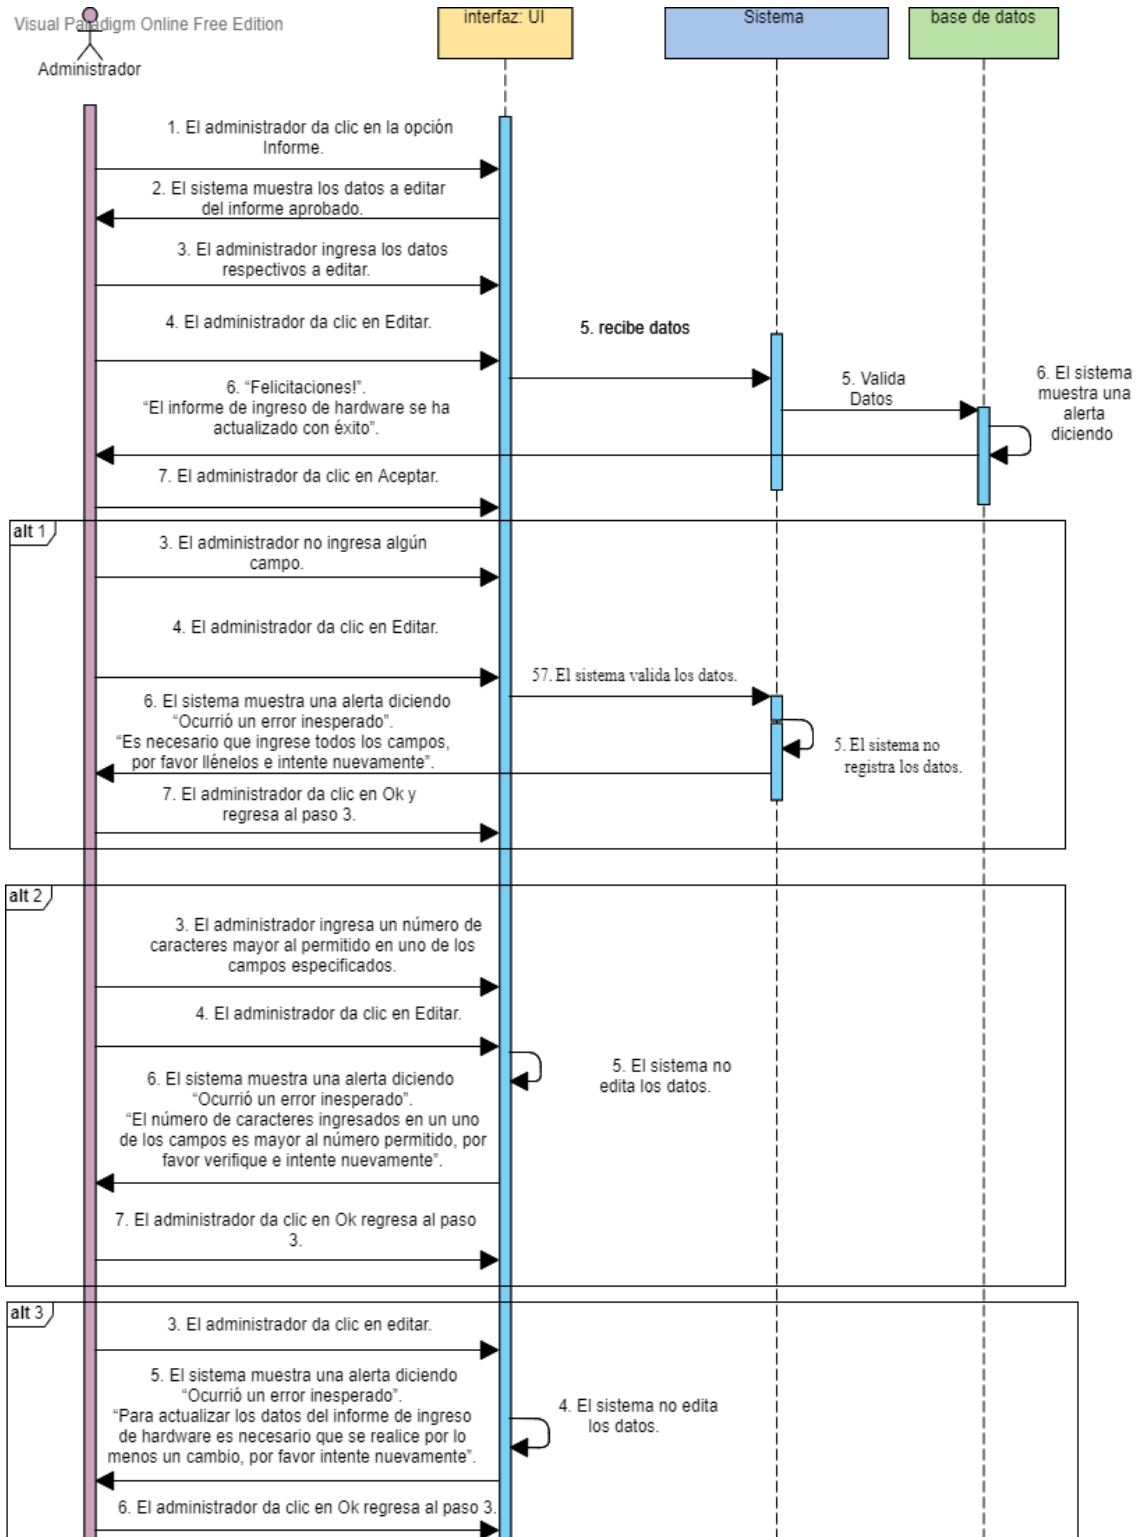 Visual Paradigm Online Free Edition
interfaz: UI
Sistema
base de datos
Administrador
1. El administrador da clic en la opción
Informe.
2. El sistema muestra los datos a editar
del informe aprobado.
3. El administrador ingresa los datos
respectivos a editar.
4. El administrador da clic en Editar.
5. recibe datos
5. Valida
Datos
6. El sistema
muestra una
alerta
diciendo
6. “Felicitaciones!”.
“El informe de ingreso de hardware se ha
actualizado con éxito”.
7. El administrador da clic en Aceptar.
alt 1
3. El administrador no ingresa algún
campo.
4. El administrador da clic en Editar.
57. El sistema valida los datos.
6. El sistema muestra una alerta diciendo
“Ocurrió un error inesperado”.
“Es necesario que ingrese todos los campos,
por favor llénelos e intente nuevamente”.
5. El sistema no
registra los datos.
7. El administrador da clic en Ok y
regresa al paso 3.
alt 2
3. El administrador ingresa un número de
caracteres mayor al permitido en uno de los
campos especificados.
4. El administrador da clic en Editar.
5. El sistema no
edita los datos.
6. El sistema muestra una alerta diciendo
“Ocurrió un error inesperado”.
“El número de caracteres ingresados en un uno
de los campos es mayor al número permitido, por
favor verifique e intente nuevamente”.
7. El administrador da clic en Ok regresa al paso
3.
alt 3
3. El administrador da clic en editar.
5. El sistema muestra una alerta diciendo
“Ocurrió un error inesperado”.
“Para actualizar los datos del informe de ingreso
de hardware es necesario que se realice por lo
menos un cambio, por favor intente nuevamente”.
4. El sistema no edita
los datos.
6. El administrador da clic en Ok regresa al paso 3.